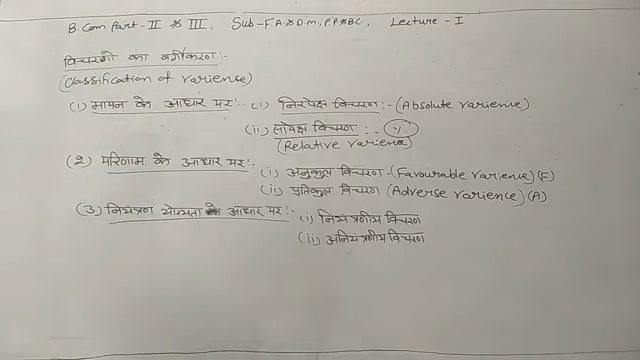 B. Com Part - II & III, Sub - F.A. & D.M., P.P. & B.C., Lecture - I
विचरणो का वर्गीकरण :-
(Classification of varience)
(1) मापन के आधार पर :- (i) निरपेक्ष विचरण :- (Absolute varience)
(ii) सापेक्ष विचरण :- %
(Relative varience)
(2) परिणाम के आधार पर :-
(i) अनुकुल विचरण - (Favourable varience) (F)
(ii) प्रतिकुल विचरण (Adverse varience) (A)
(3) नियंत्रण योग्यता के आधार पर :- (i) नियंत्रणीय विचरण
(ii) अनियंत्रणीय विचरण